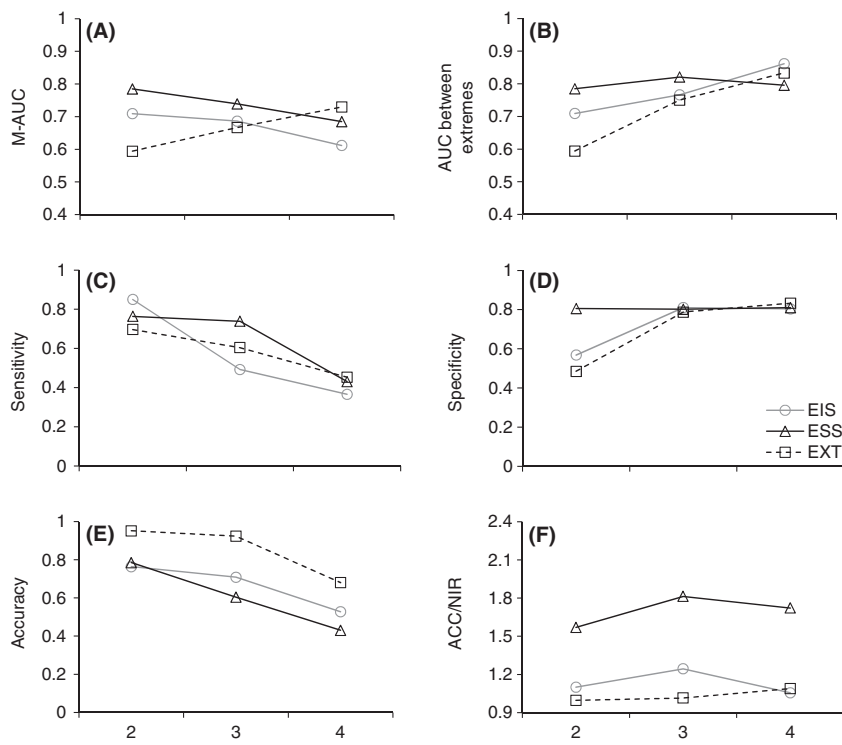 (A)
M-AUC
1
0.9
0.8
0.7
0.6
0.5
0.4
(B)
AUC between
extremes
1
0.9
0.8
0.7
0.6
0.5
0.4
(C)
Sensitivity
1
0.8
0.6
0.4
0.2
0
(D)
Specificity
1
0.8
0.6
0.4
0.2
0
EIS
ESS
EXT
(E)
Accuracy
1
0.8
0.6
0.4
0.2
0
2 3 4
(F)
ACC/NIR
2.4
2.1
1.8
1.5
1.2
0.9
2 3 4